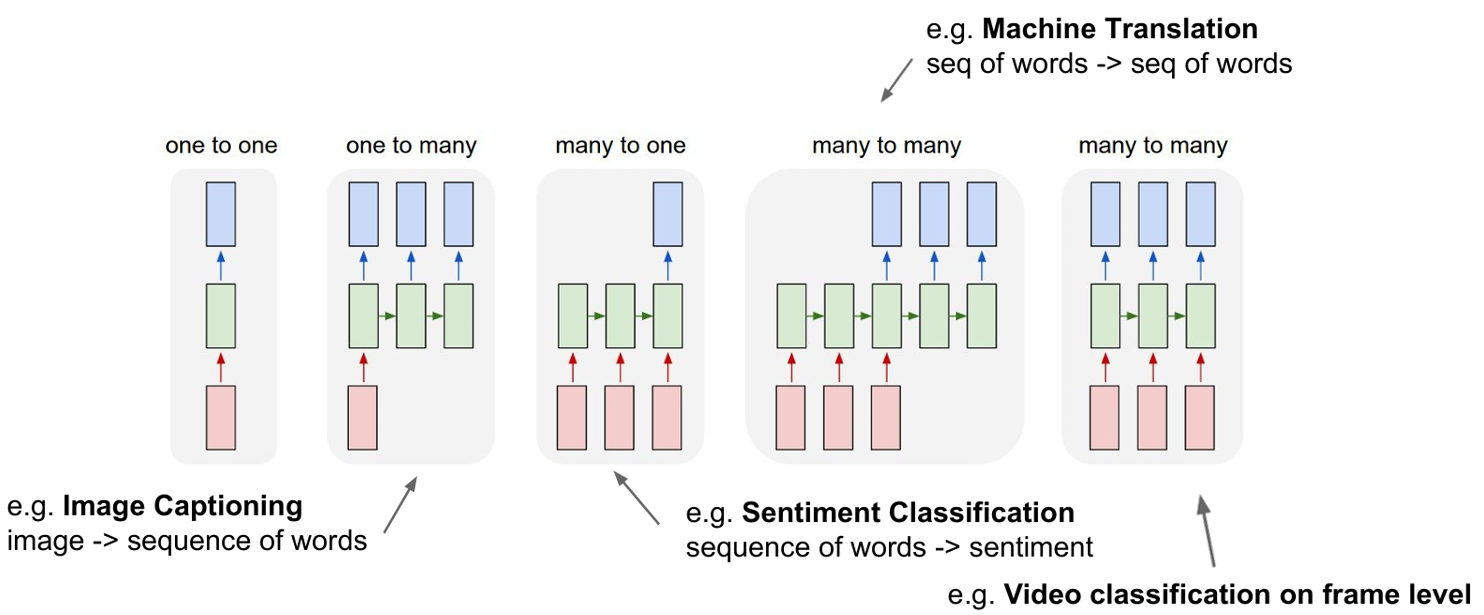 e.g. Machine Translation
seq of words -> seq of words
one to one
one to many
many to one
many to many
many to many
e.g. Image Captioning
image -> sequence of words
e.g. Sentiment Classification
sequence of words -> sentiment
e.g. Video classification on frame level